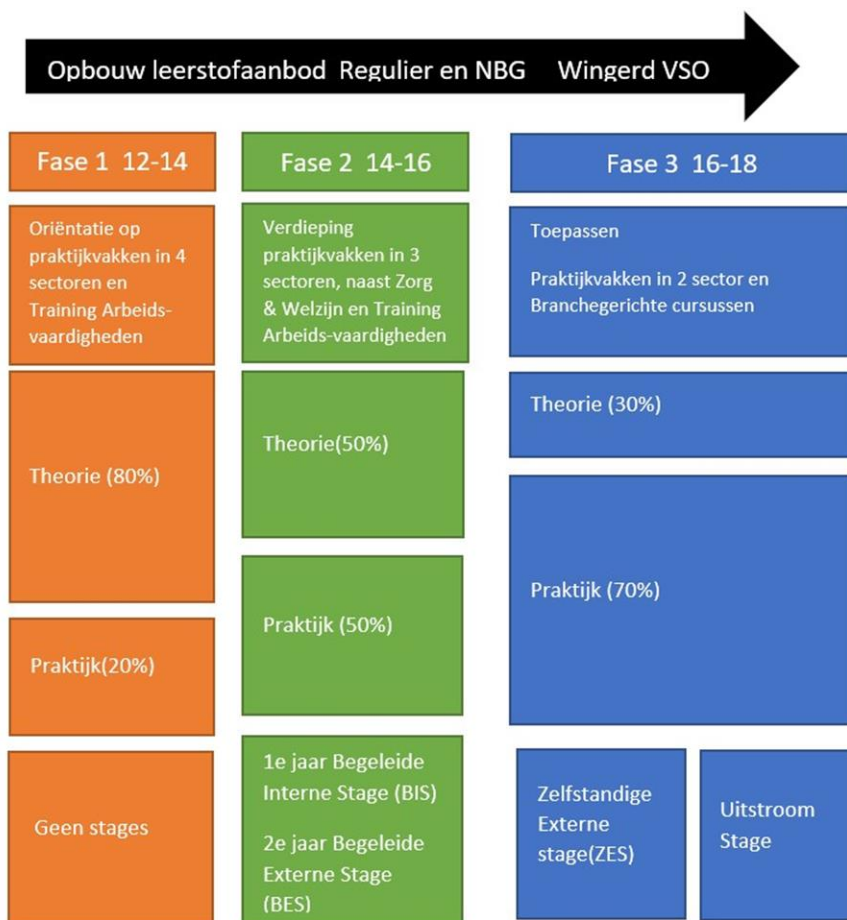 Opbouw leerstofaanbod Regulier en NBG Wingerd VSO
Fase 1 12-14
Oriëntatie op
praktijkvakken in 4
sectoren en
Training Arbeids-
vaardigheden
Theorie (80%)
Praktijk(20%)
Geen stages
Fase 2 14-16
Verdieping
praktijkvakken in 3
sectoren, naast Zorg
& Welzijn en Training
Arbeids-vaardigheden
Theorie(50%)
Praktijk (50%)
1e jaar Begeleide
Interne Stage (BIS)
2e jaar Begeleide
Externe Stage
(BES)
Fase 3 16-18
Toepassen
Praktijkvakken in 2 sector en
Branchegerichte cursussen
Theorie (30%)
Praktijk (70%)
Zelfstandige
Externe
stage(ZES)
Uitstroom
Stage